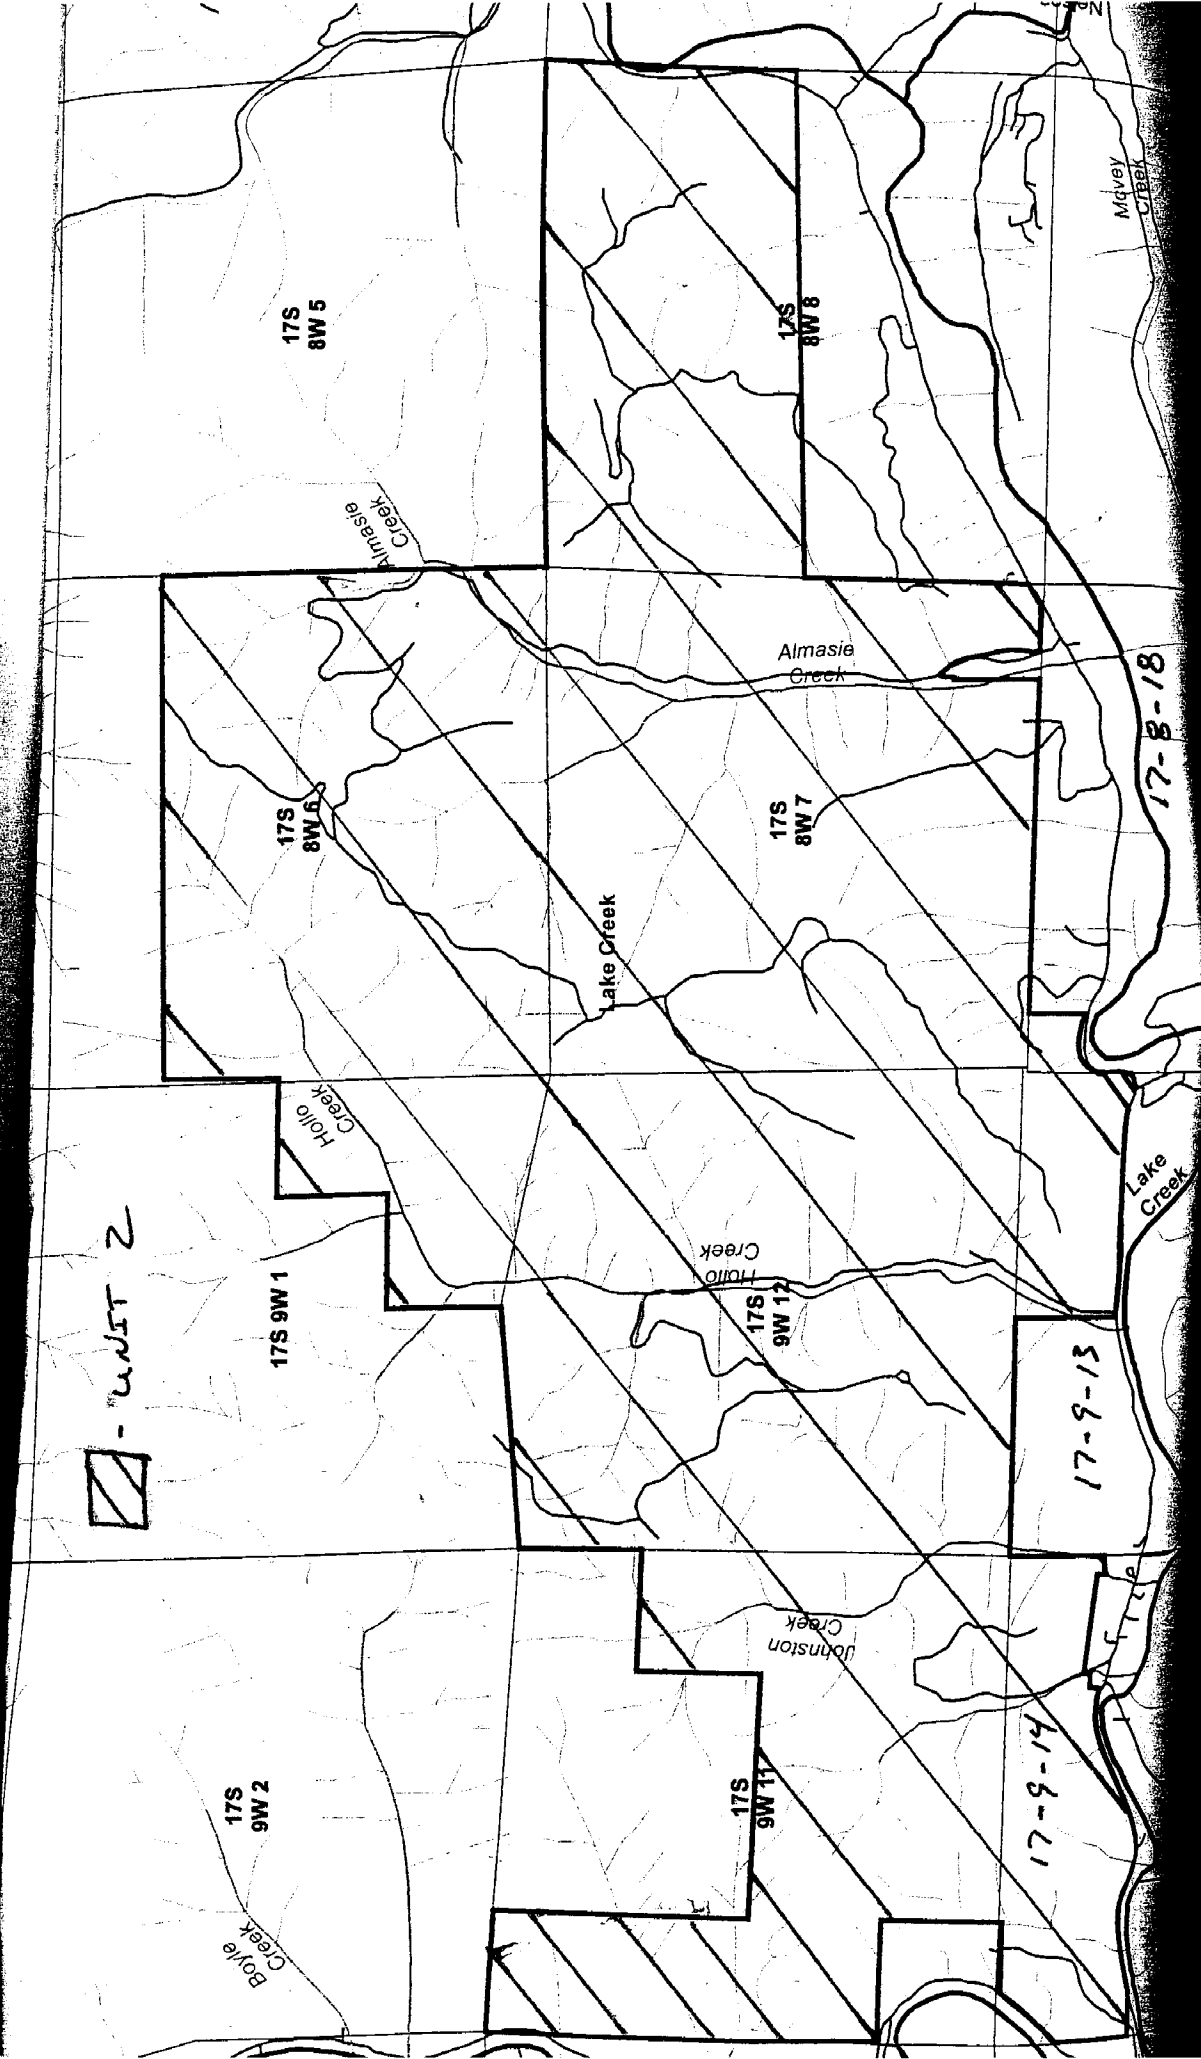 17S
9W 2
Boyle
Creek
- "UNIT 2
17S 9W 1
Hollo
Creek
17S
8W 6
Almasie
Creek
17S
8W 5
17S
9W 11
Johnston
Creek
17S
9W 12
Hollo
Creek
Lake Creek
17S
8W 7
Almasie
Creek
17S
8W 8
17-9-14
17-9-13
Lake
Creek
17-8-18
Mcvey
Creek